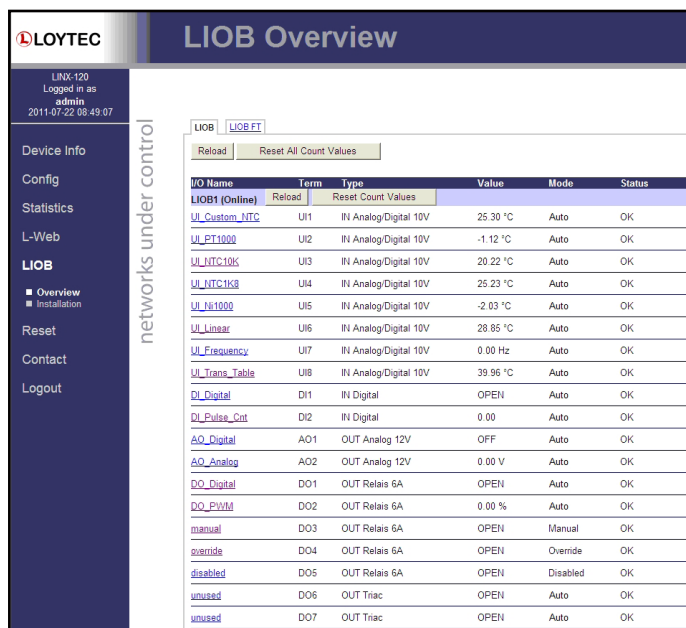 LOYTEC
LIOB Overview
LINX-120
Logged in as
admin
2011-07-22 08:49:07
Device Info
Config
Statistics
L-Web
LIOB
Overview
Installation
Reset
Contact
Logout
networks under control
LIOB LIOB FT
Reload Reset All Count Values
I/O Name Term Type Value Mode Status
LIOB1 (Online) Reload Reset Count Values
UI_Custom_NTC UI1 IN Analog/Digital 10V 25.30 °C Auto OK
UI_PT1000 UI2 IN Analog/Digital 10V -1.12 °C Auto OK
UI_NTC10K UI3 IN Analog/Digital 10V 20.22 °C Auto OK
UI_NTC1K8 UI4 IN Analog/Digital 10V 25.23 °C Auto OK
UI_Ni1000 UI5 IN Analog/Digital 10V -2.03 °C Auto OK
UI_Linear UI6 IN Analog/Digital 10V 28.85 °C Auto OK
UI_Frequency UI7 IN Analog/Digital 10V 0.00 Hz Auto OK
UI_Trans_Table UI8 IN Analog/Digital 10V 39.96 °C Auto OK
DI_Digital DI1 IN Digital OPEN Auto OK
DI_Pulse_Cnt DI2 IN Digital 0.00 Auto OK
AO_Digital AO1 OUT Analog 12V OFF Auto OK
AO_Analog AO2 OUT Analog 12V 0.00 V Auto OK
DO_Digital DO1 OUT Relais 6A OPEN Auto OK
DO_PWM DO2 OUT Relais 6A 0.00 % Auto OK
manual DO3 OUT Relais 6A OPEN Manual OK
override DO4 OUT Relais 6A OPEN Override OK
disabled DO5 OUT Relais 6A OPEN Disabled OK
unused DO6 OUT Triac OPEN Auto OK
unused DO7 OUT Triac OPEN Auto OK